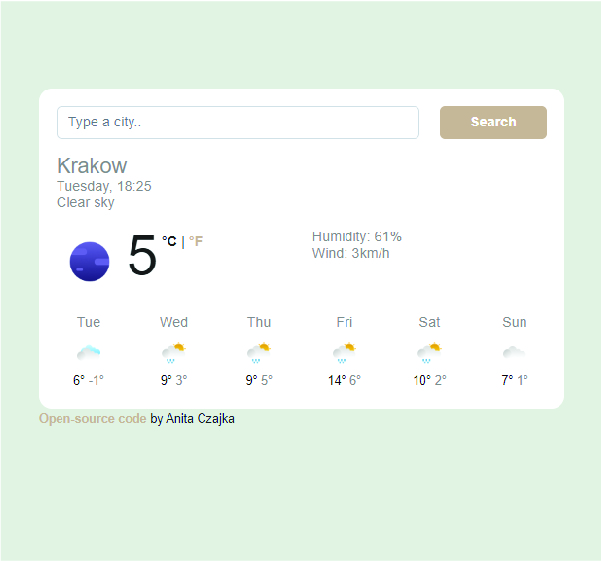 Type a city..
Search
Krakow
Tuesday, 18:25
Clear sky
5 °C | °F
Humidity: 61%
Wind: 3km/h
Tue Wed Thu Fri Sat Sun
6° -1° 9° 3° 9° 5° 14° 6° 10° 2° 7° 1°
Open-source code by Anita Czajka